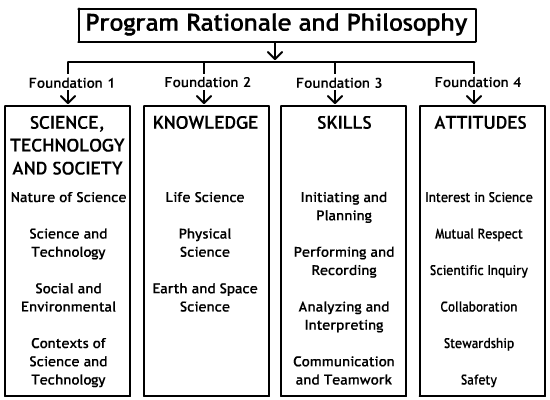 Program Rationale and Philosophy
Foundation 1
SCIENCE,
TECHNOLOGY
AND SOCIETY
Nature of Science
Science and
Technology
Social and
Environmental
Contexts of
Science and
Technology
Foundation 2
KNOWLEDGE
Life Science
Physical
Science
Earth and Space
Science
Foundation 3
SKILLS
Initiating and
Planning
Performing and
Recording
Analyzing and
Interpreting
Communication
and Teamwork
Foundation 4
ATTITUDES
Interest in Science
Mutual Respect
Scientific Inquiry
Collaboration
Stewardship
Safety